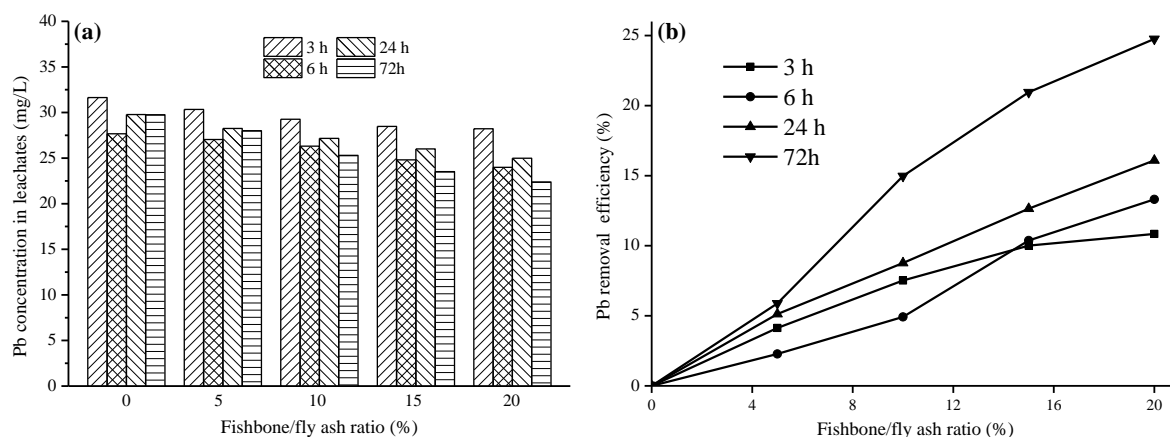 (a)
3 h
24 h
6 h
72h
Pb concentration in leachates (mg/L)
40
35
30
25
20
15
10
5
0
0 5 10 15 20
Fishbone/fly ash ratio (%)
(b)
3 h
6 h
24 h
72h
Pb removal efficiency (%)
25
20
15
10
5
0
0 4 8 12 16 20
Fishbone/fly ash ratio (%)